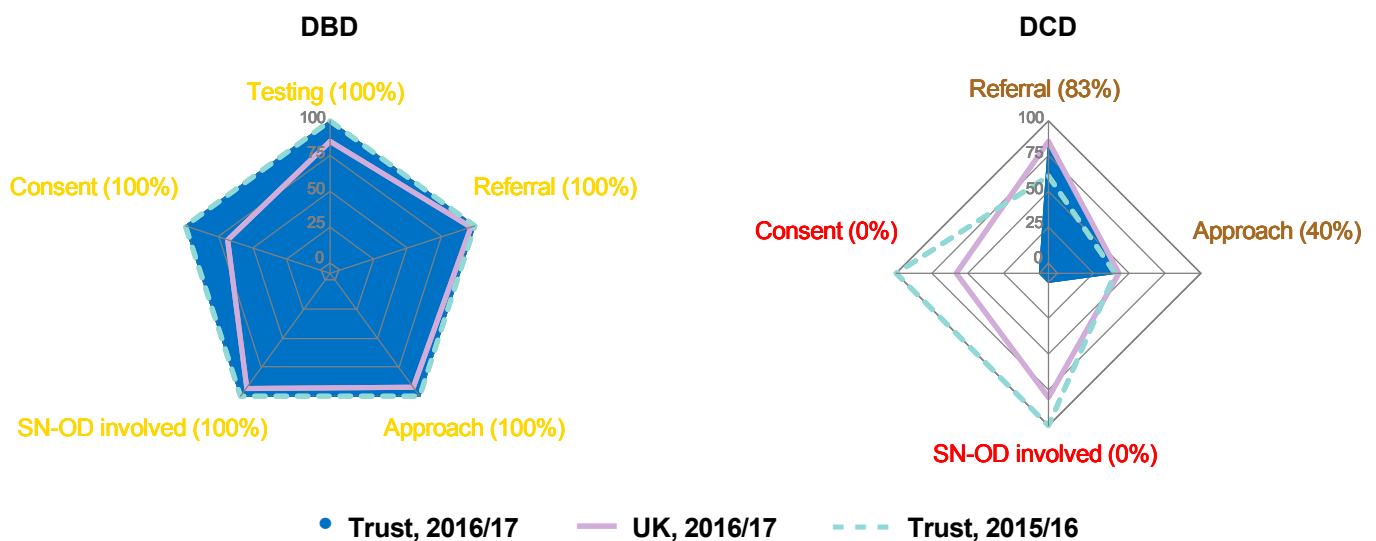 DBD
DCD
Testing (100%)
100
75
50
25
0
Consent (100%)
Referral (100%)
SN-OD involved (100%)
Approach (100%)
Referral (83%)
100
75
50
25
0
Consent (0%)
Approach (40%)
SN-OD involved (0%)
Trust, 2016/17
UK, 2016/17
Trust, 2015/16